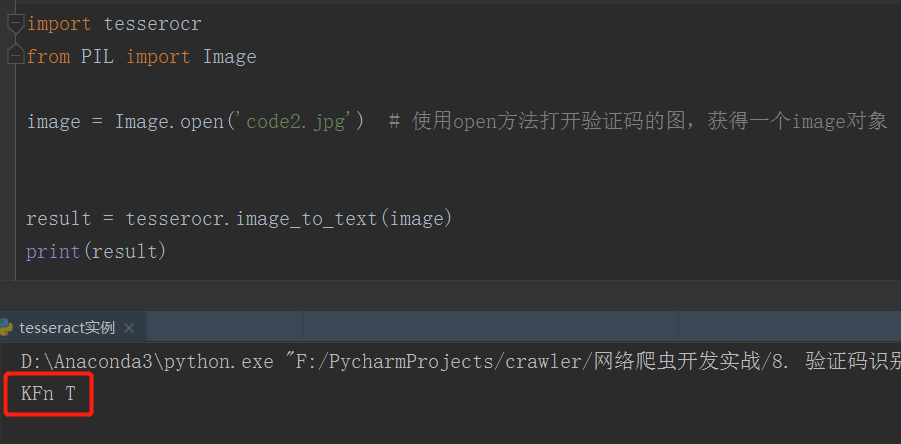 import tesserocr
from PIL import Image
image = Image.open('code2.jpg')  # 使用open方法打开验证码的图，获得一个image对象
result = tesserocr.image_to_text(image)
print(result)
tesseract实例
D:\Anaconda3\python.exe "F:/PycharmProjects/crawler/网络爬虫开发实战/8. 验证码识别
KFn T